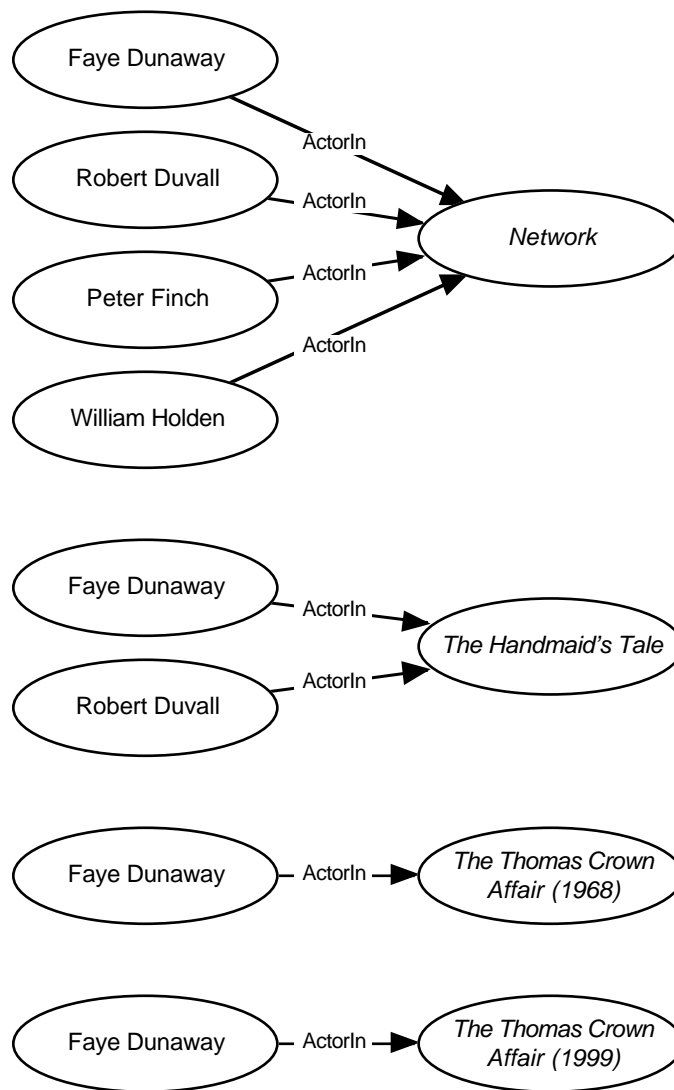 Faye Dunaway
ActorIn
Robert Duvall
ActorIn
Network
Peter Finch
ActorIn
William Holden
ActorIn
Faye Dunaway
ActorIn
The Handmaid’s Tale
Robert Duvall
ActorIn
Faye Dunaway
ActorIn
The Thomas Crown
Affair (1968)
Faye Dunaway
ActorIn
The Thomas Crown
Affair (1999)